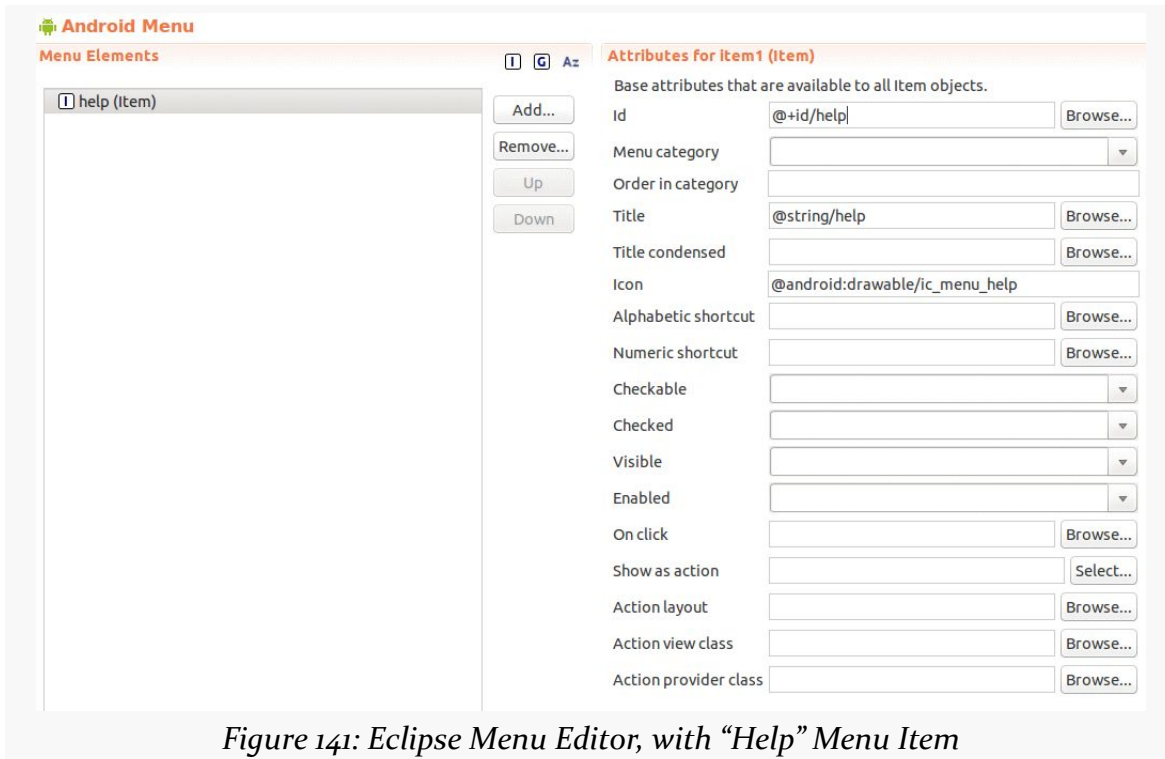 Android Menu
Menu Elements
I G Az
help (Item)
Add...
Remove...
Up
Down
Attributes for item1 (Item)
Base attributes that are available to all Item objects.
Id @+id/help Browse...
Menu category
Order in category
Title @string/help Browse...
Title condensed Browse...
Icon @android:drawable/ic_menu_help
Alphabetic shortcut Browse...
Numeric shortcut Browse...
Checkable
Checked
Visible
Enabled
On click Browse...
Show as action Select...
Action layout Browse...
Action view class Browse...
Action provider class Browse...
Figure 141: Eclipse Menu Editor, with “Help” Menu Item